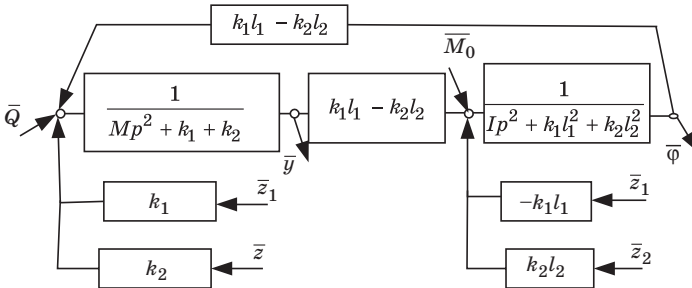 k₁l₁ − k₂l₂
M̅₀
Q̅
1
Mp² + k₁ + k₂
y̅
k₁l₁ − k₂l₂
1
Ip² + k₁l₁² + k₂l₂²
φ̅
k₁
z̅₁
−k₁l₁
z̅₁
k₂
z̅
k₂l₂
z̅₂